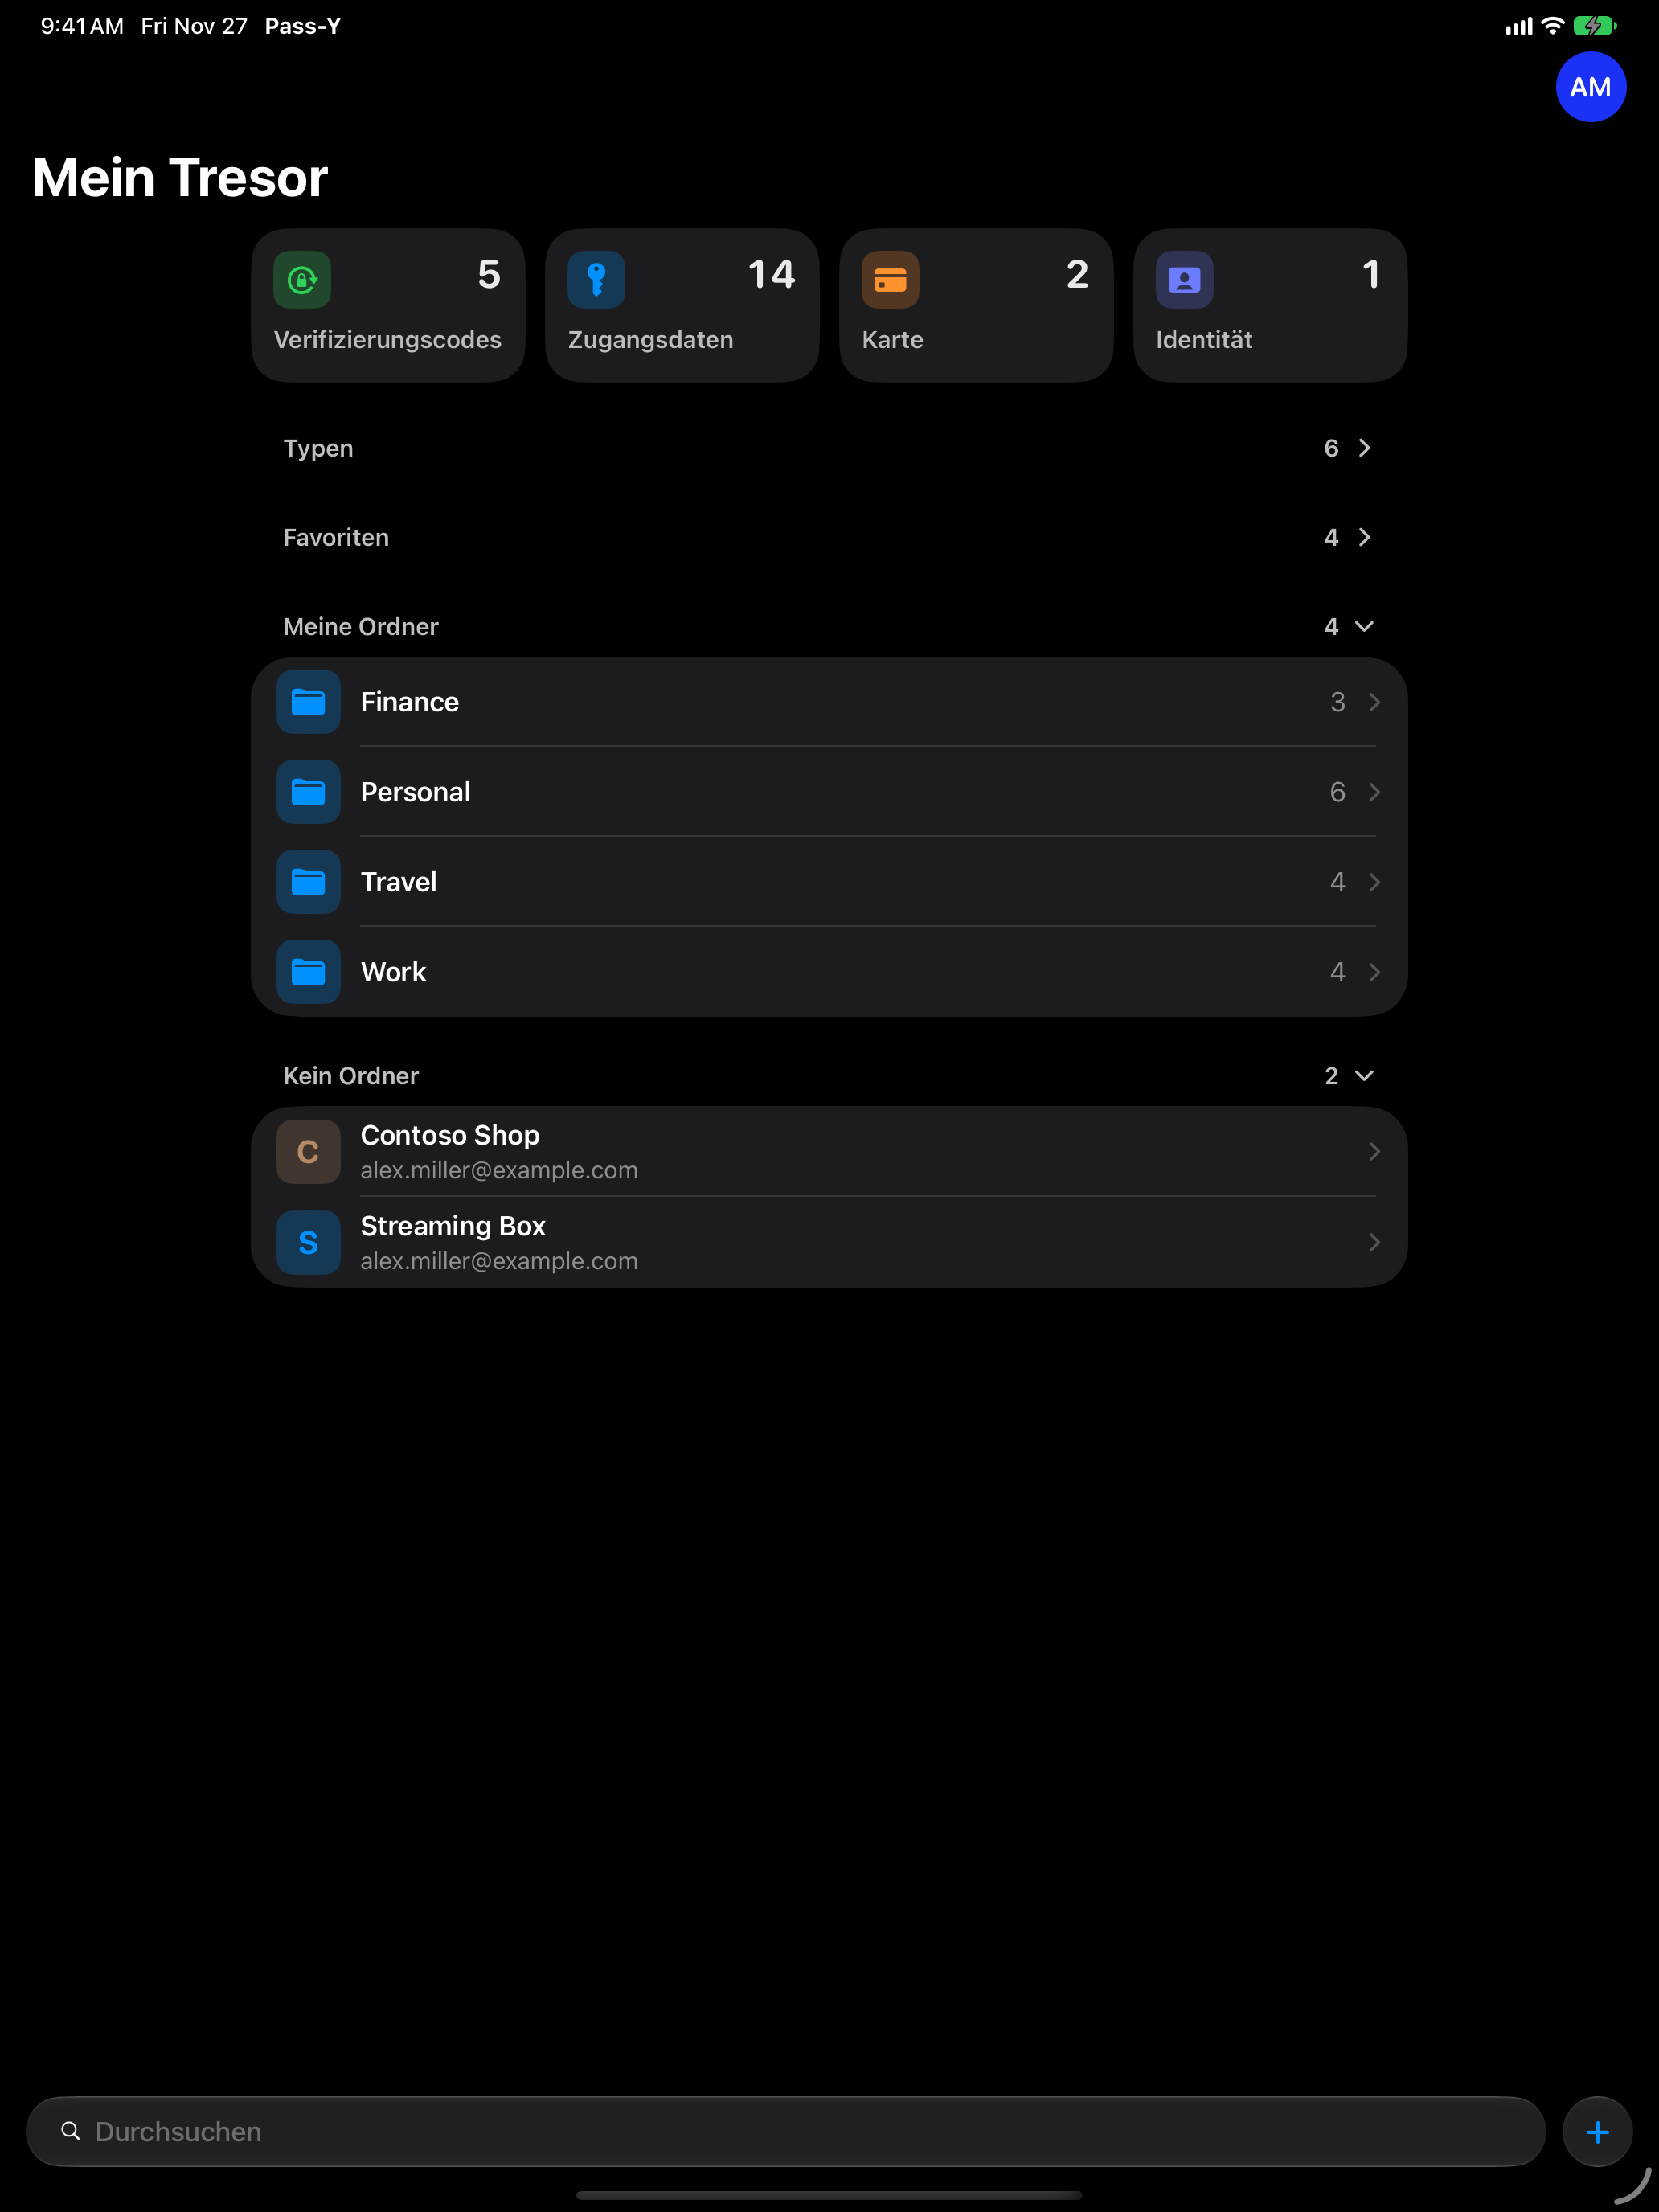 9:41 AM Fri Nov 27 Pass-Y
AM
Mein Tresor
5
Verifizierungscodes
14
Zugangsdaten
2
Karte
1
Identität
Typen 6
Favoriten 4
Meine Ordner 4
Finance 3
Personal 6
Travel 4
Work 4
Kein Ordner 2
C
Contoso Shop
alex.miller@example.com
S
Streaming Box
alex.miller@example.com
Durchsuchen